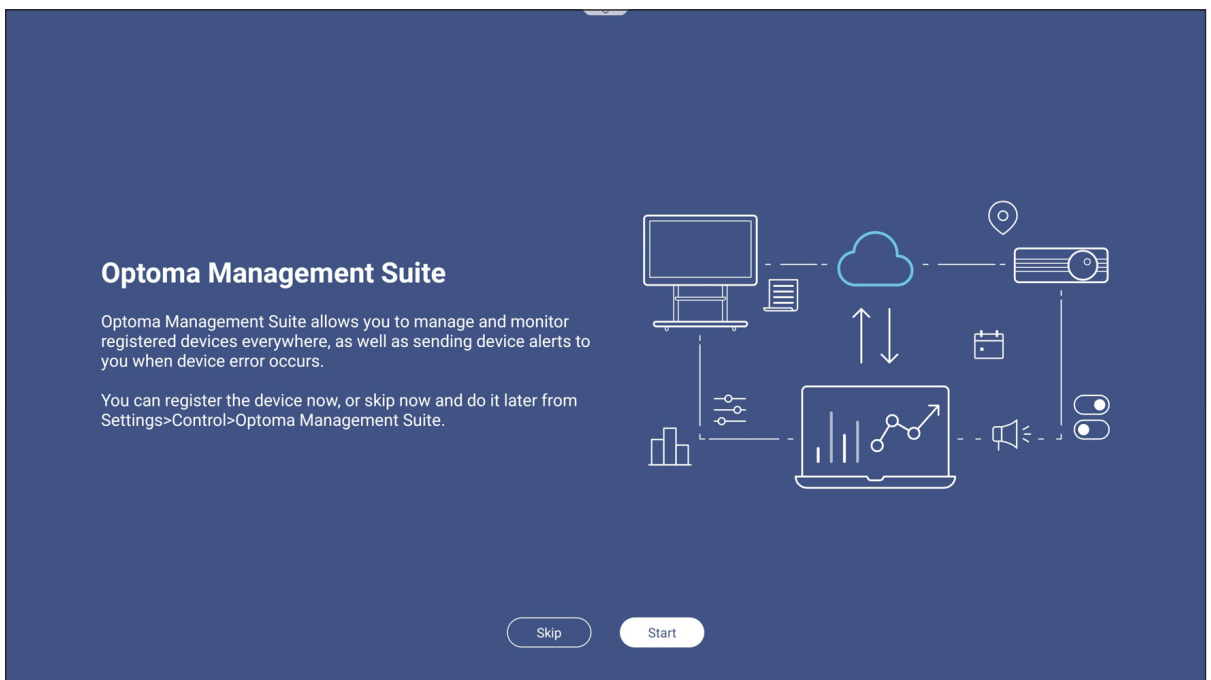 Optoma Management Suite
Optoma Management Suite allows you to manage and monitor
registered devices everywhere, as well as sending device alerts to
you when device error occurs.
You can register the device now, or skip now and do it later from
Settings>Control>Optoma Management Suite.
Skip
Start